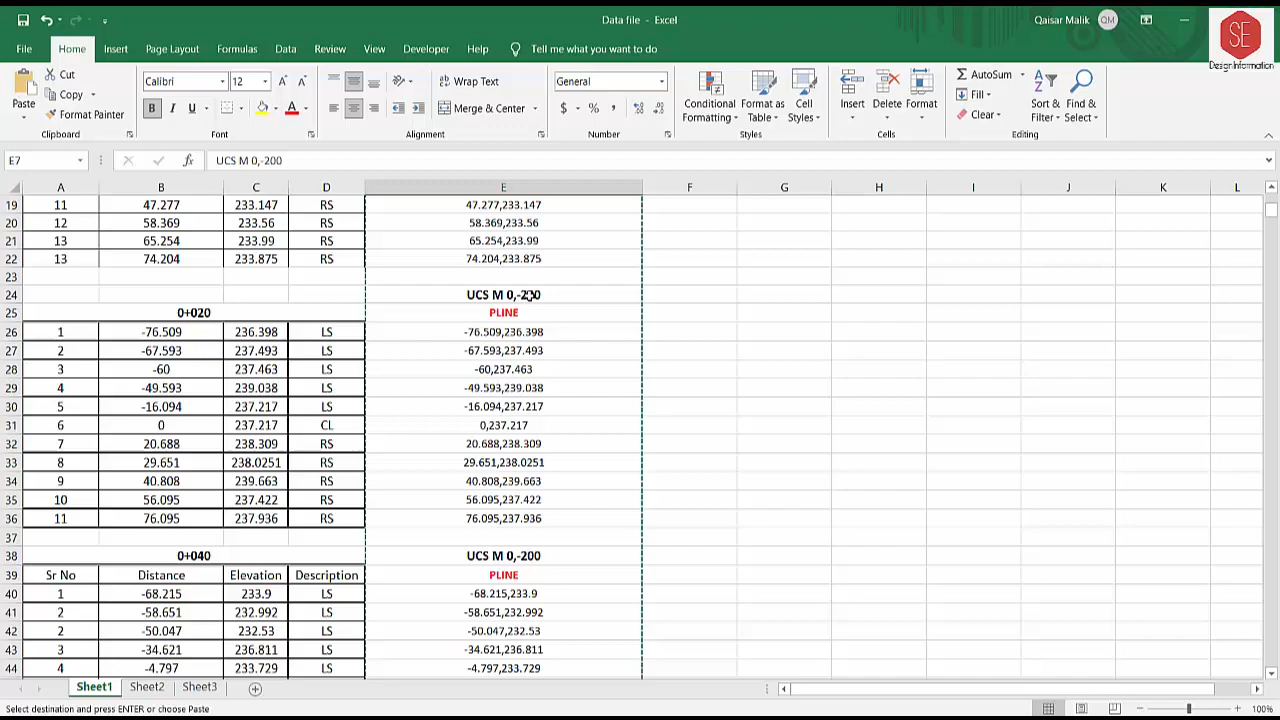 Data file - Excel
Qaisar Malik QM
SE
Design Information
File Home Insert Page Layout Formulas Data Review View Developer Help Tell me what you want to do
Paste
Cut
Copy
Format Painter
Calibri 12
B I U
Wrap Text
Merge & Center
General
$ % ,
Conditional Formatting
Format as Table
Cell Styles
Insert
Delete
Format
AutoSum
Fill
Clear
Sort & Filter
Find & Select
Clipboard Font Alignment Number Styles Cells Editing
E7 fx UCS M 0,-200
A B C D E F G H I J K L
19 11 47.277 233.147 RS 47.277,233.147
20 12 58.369 233.56 RS 58.369,233.56
21 13 65.254 233.99 RS 65.254,233.99
22 13 74.204 233.875 RS 74.204,233.875
23
24 UCS M 0,-200
25 0+020 PLINE
26 1 -76.509 236.398 LS -76.509,236.398
27 2 -67.593 237.493 LS -67.593,237.493
28 3 -60 237.463 LS -60,237.463
29 4 -49.593 239.038 LS -49.593,239.038
30 5 -16.094 237.217 LS -16.094,237.217
31 6 0 237.217 CL 0,237.217
32 7 20.688 238.309 RS 20.688,238.309
33 8 29.651 238.0251 RS 29.651,238.0251
34 9 40.808 239.663 RS 40.808,239.663
35 10 56.095 237.422 RS 56.095,237.422
36 11 76.095 237.936 RS 76.095,237.936
37
38 0+040 UCS M 0,-200
39 Sr No Distance Elevation Description PLINE
40 1 -68.215 233.9 LS -68.215,233.9
41 2 -58.651 232.992 LS -58.651,232.992
42 2 -50.047 232.53 LS -50.047,232.53
43 3 -34.621 236.811 LS -34.621,236.811
44 4 -4.797 233.729 LS -4.797,233.729
Sheet1 Sheet2 Sheet3
Select destination and press ENTER or choose Paste
100%